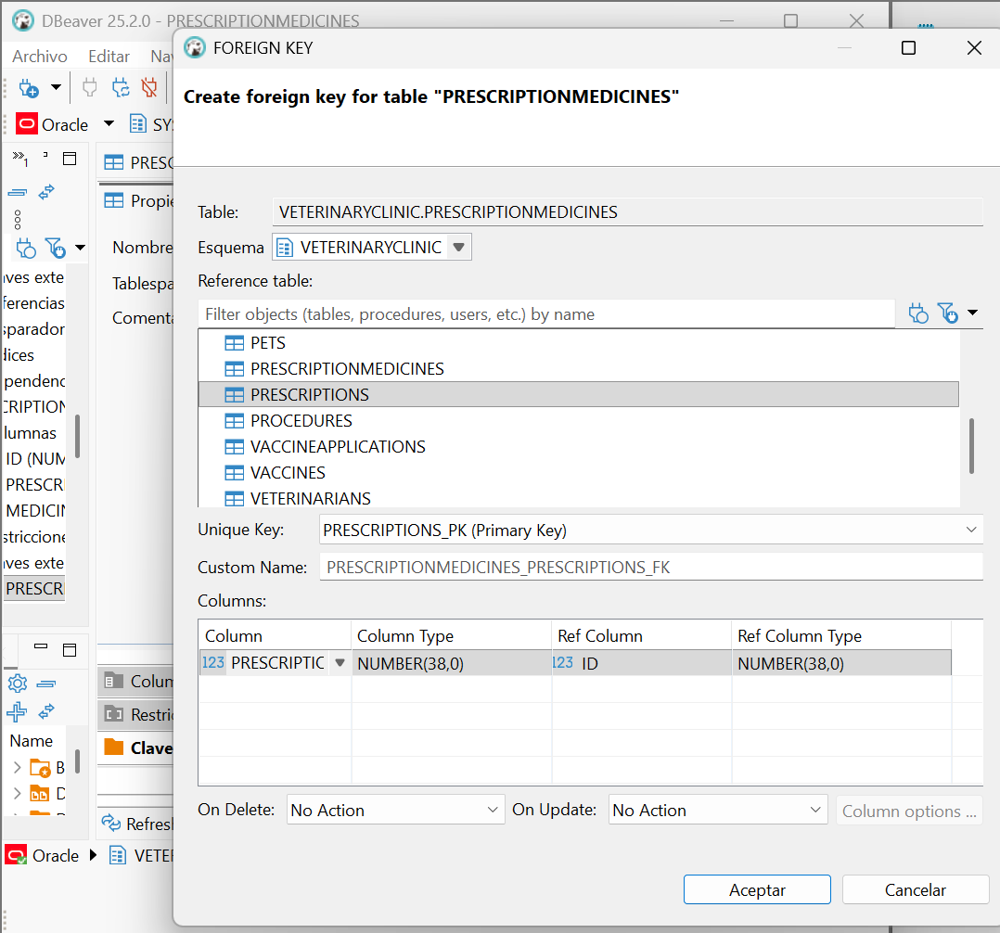 DBeaver 25.2.0 - PRESCRIPTIONMEDICINES
Archivo Editar Nav
Oracle SYS
PRESC
Propie
Nombre
Tablespa
Comenta
aves exte
ferencias
sparador
dices
pendenc
CRIPTION
lumnas
ID (NUM
PRESCR
MEDICIN
striccione
aves exte
PRESCR
Name
B
D
Colum
Restric
Clave
Refresh
Oracle VETER
FOREIGN KEY
Create foreign key for table "PRESCRIPTIONMEDICINES"
Table: VETERINARYCLINIC.PRESCRIPTIONMEDICINES
Esquema VETERINARYCLINIC
Reference table:
Filter objects (tables, procedures, users, etc.) by name
PETS
PRESCRIPTIONMEDICINES
PRESCRIPTIONS
PROCEDURES
VACCINEAPPLICATIONS
VACCINES
VETERINARIANS
Unique Key: PRESCRIPTIONS_PK (Primary Key)
Custom Name: PRESCRIPTIONMEDICINES_PRESCRIPTIONS_FK
Columns:
Column Column Type Ref Column Ref Column Type
123 PRESCRIPTIC NUMBER(38,0) 123 ID NUMBER(38,0)
On Delete: No Action On Update: No Action Column options ...
Aceptar Cancelar